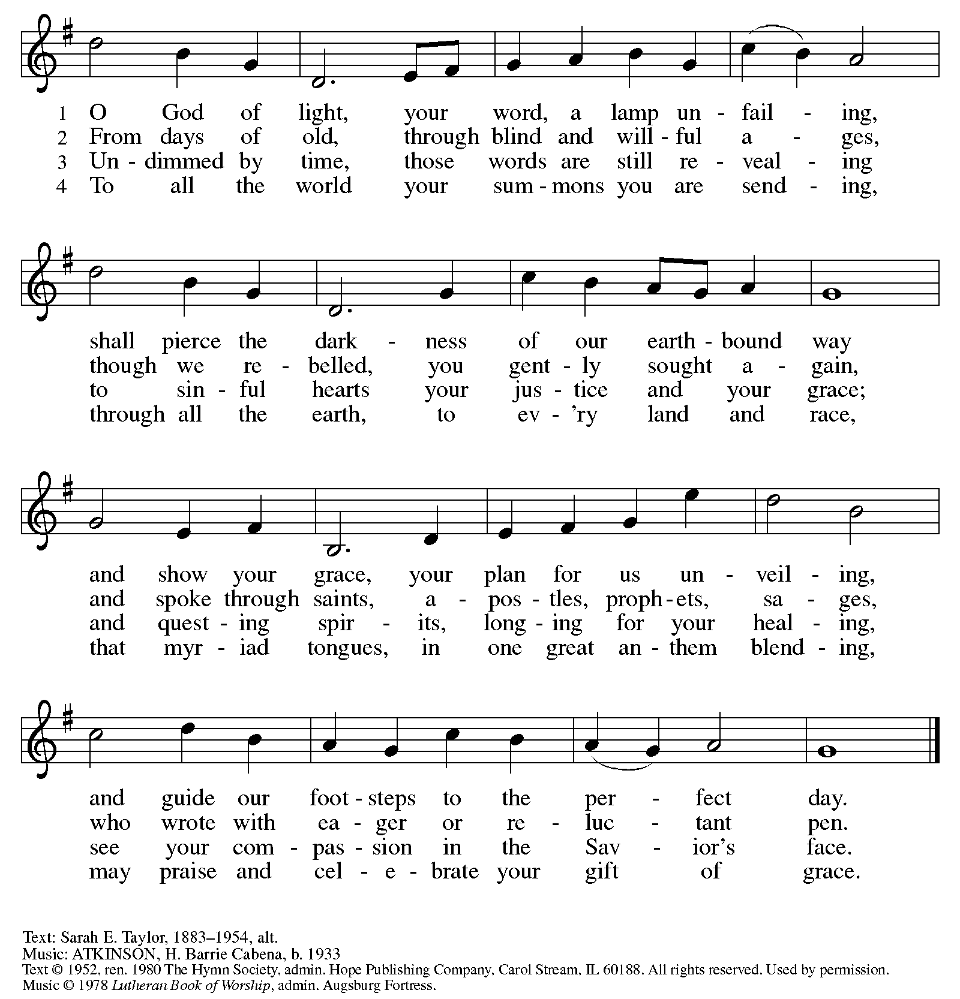 1 O God of light, your word, a lamp un - fail - ing,
2 From days of old, through blind and will - ful a - ges,
3 Un - dimmed by time, those words are still re - veal - ing
4 To all the world your sum - mons you are send - ing,
shall pierce the dark - ness of our earth - bound way
though we re - belled, you gent - ly sought a - gain,
to sin - ful hearts your jus - tice and your grace;
through all the earth, to ev - 'ry land and race,
and show your grace, your plan for us un - veil - ing,
and spoke through saints, a - pos - tles, proph - ets, sa - ges,
and quest - ing spir - its, long - ing for your heal - ing,
that myr - iad tongues, in one great an - them blend - ing,
and guide our foot - steps to the per - fect day.
who wrote with ea - ger or re - luc - tant pen.
see your com - pas - sion in the Sav - ior's face.
may praise and cel - e - brate your gift of grace.
Text: Sarah E. Taylor, 1883–1954, alt.
Music: ATKINSON, H. Barrie Cabena, b. 1933
Text © 1952, ren. 1980 The Hymn Society, admin. Hope Publishing Company, Carol Stream, IL 60188. All rights reserved. Used by permission.
Music © 1978 Lutheran Book of Worship, admin. Augsburg Fortress.